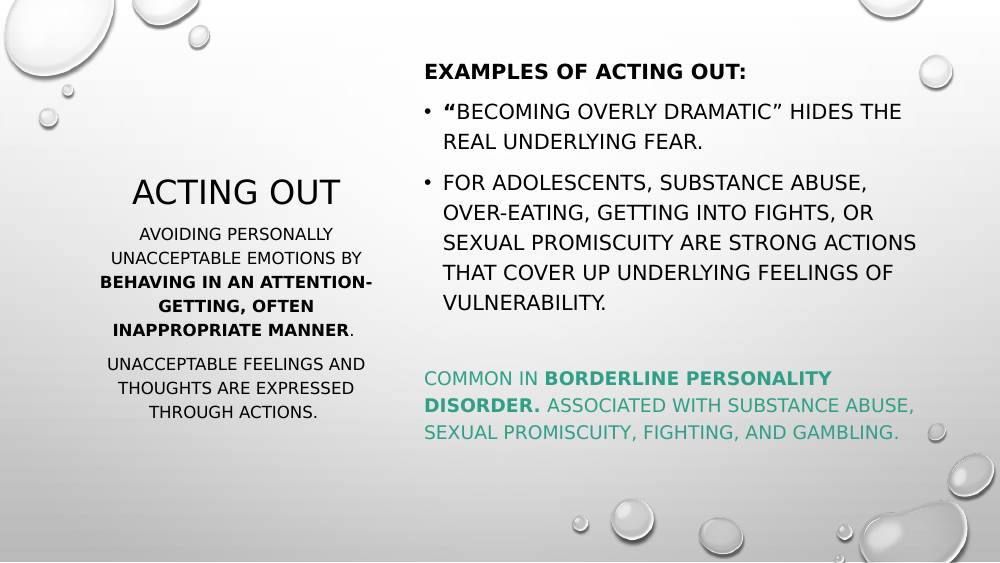 ACTING OUT
AVOIDING PERSONALLY
UNACCEPTABLE EMOTIONS BY
BEHAVING IN AN ATTENTION-
GETTING, OFTEN
INAPPROPRIATE MANNER.
UNACCEPTABLE FEELINGS AND
THOUGHTS ARE EXPRESSED
THROUGH ACTIONS.
EXAMPLES OF ACTING OUT:
• “BECOMING OVERLY DRAMATIC” HIDES THE
REAL UNDERLYING FEAR.
• FOR ADOLESCENTS, SUBSTANCE ABUSE,
OVER-EATING, GETTING INTO FIGHTS, OR
SEXUAL PROMISCUITY ARE STRONG ACTIONS
THAT COVER UP UNDERLYING FEELINGS OF
VULNERABILITY.
COMMON IN BORDERLINE PERSONALITY
DISORDER. ASSOCIATED WITH SUBSTANCE ABUSE,
SEXUAL PROMISCUITY, FIGHTING, AND GAMBLING.